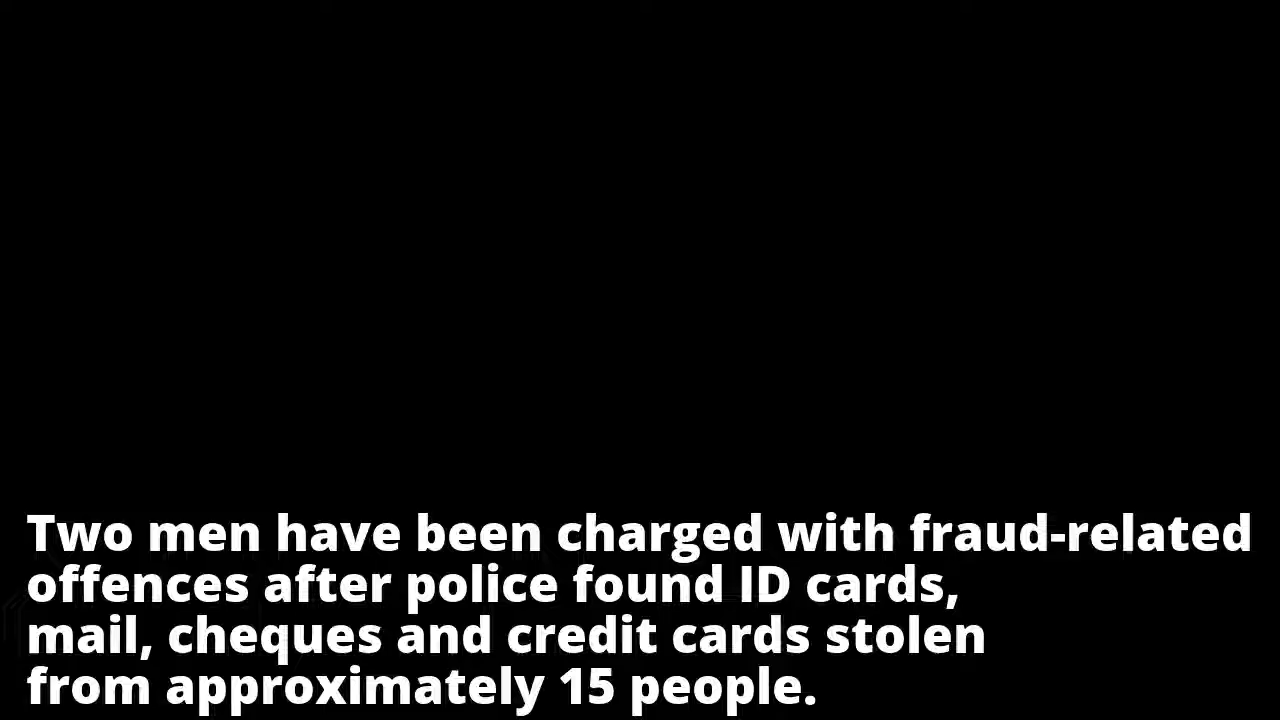 Two men have been charged with fraud-related
offences after police found ID cards,
mail, cheques and credit cards stolen
from approximately 15 people.